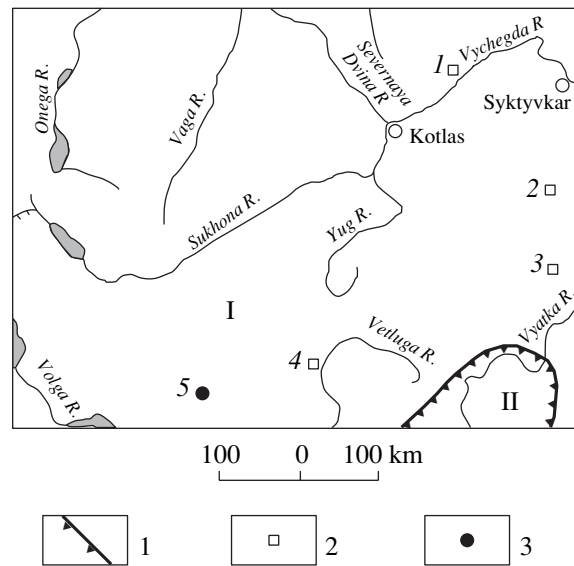 Onega R.
Vaga R.
Severnaya
Dvina R
Vychegda R.
1
Syktyvkar
Kotlas
2
Sukhona R.
Yug R.
3
I
Vyatka R.
Vetluga R.
4
Volga R.
5
II
100 0 100 km
1 2 3